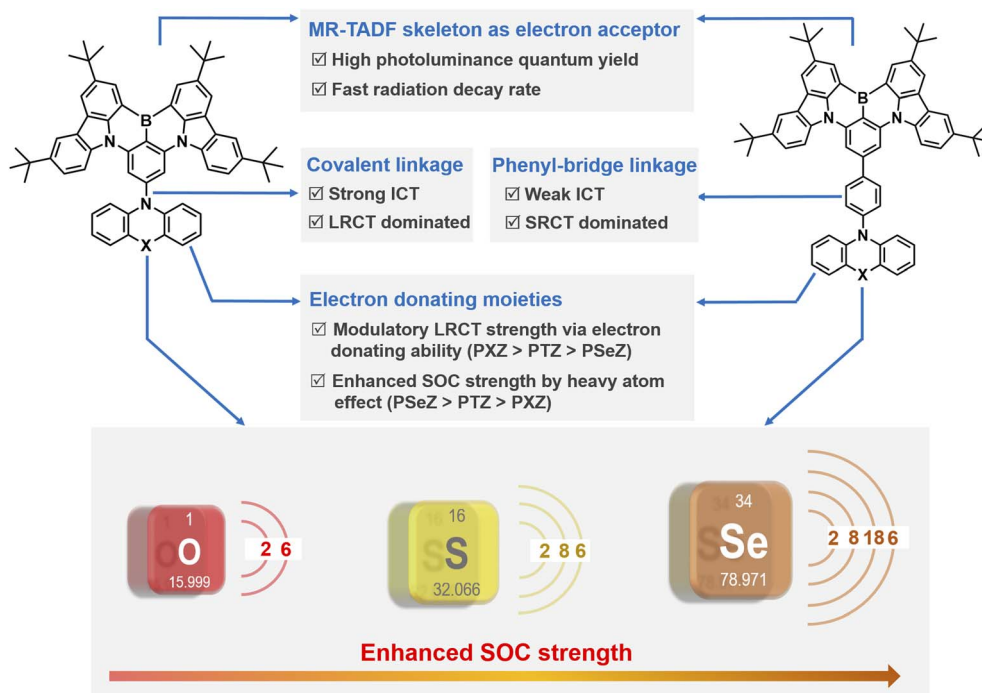 MR-TADF skeleton as electron acceptor
☑ High photoluminance quantum yield
☑ Fast radiation decay rate
B
N
N
N
X
Covalent linkage
☑ Strong ICT
☑ LRCT dominated
Phenyl-bridge linkage
☑ Weak ICT
☑ SRCT dominated
B
N
N
N
X
Electron donating moieties
☑ Modulatory LRCT strength via electron
donating ability (PXZ > PTZ > PSeZ)
☑ Enhanced SOC strength by heavy atom
effect (PSeZ > PTZ > PXZ)
1
O
15.999
2 6
16
S
32.066
2 8 6
34
Se
78.971
2 8 18 6
Enhanced SOC strength